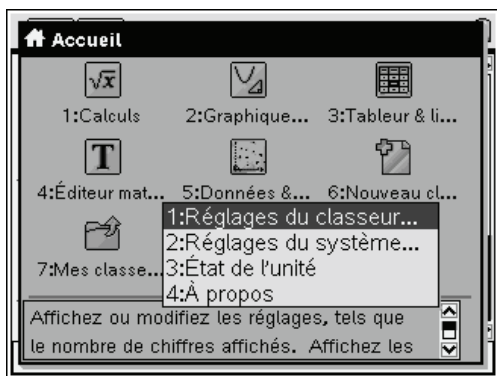 Accueil
√x
1:Calculs
2:Graphique...
3:Tableur & li...
T
4:Éditeur mat...
5:Données &...
6:Nouveau cl...
7:Mes classe...
1:Réglages du classeur...
2:Réglages du système...
3:État de l'unité
4:À propos
Affichez ou modifiez les réglages, tels que
le nombre de chiffres affichés. Affichez les